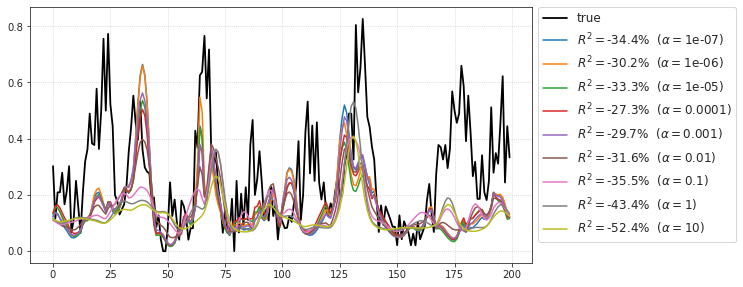 true
R² = -34.4%  (α = 1e-07)
R² = -30.2%  (α = 1e-06)
R² = -33.3%  (α = 1e-05)
R² = -27.3%  (α = 0.0001)
R² = -29.7%  (α = 0.001)
R² = -31.6%  (α = 0.01)
R² = -35.5%  (α = 0.1)
R² = -43.4%  (α = 1)
R² = -52.4%  (α = 10)
0.8
0.6
0.4
0.2
0.0
0 25 50 75 100 125 150 175 200